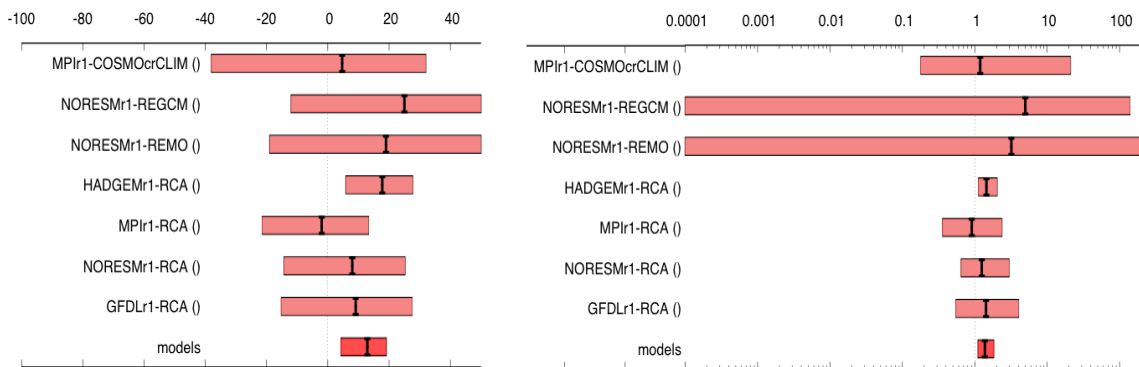 -100 -80 -60 -40 -20 0 20 40
MPIr1-COSMOcrCLIM ()
NORESMr1-REGCM ()
NORESMr1-REMO ()
HADGEMr1-RCA ()
MPIr1-RCA ()
NORESMr1-RCA ()
GFDLr1-RCA ()
models
0.0001 0.001 0.01 0.1 1 10 100
MPIr1-COSMOcrCLIM ()
NORESMr1-REGCM ()
NORESMr1-REMO ()
HADGEMr1-RCA ()
MPIr1-RCA ()
NORESMr1-RCA ()
GFDLr1-RCA ()
models